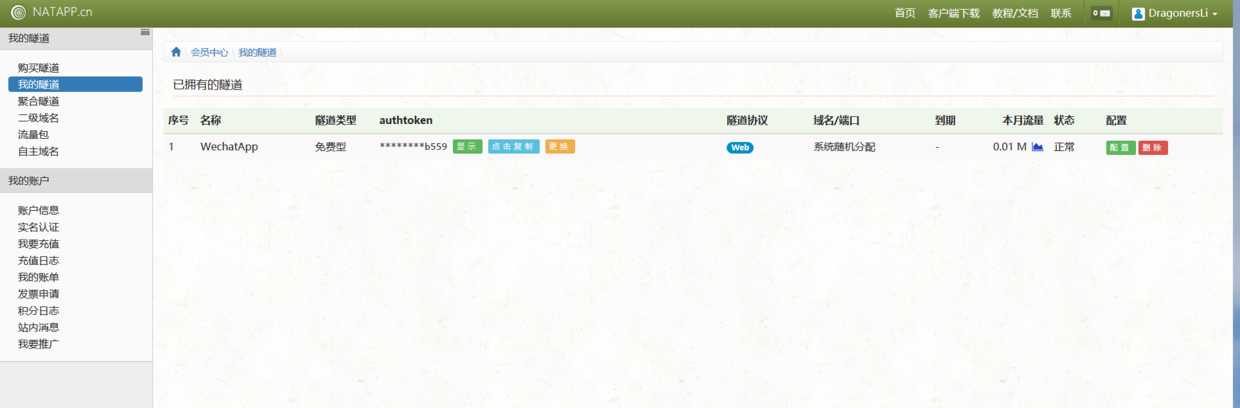 NATAPP.cn
首页 客户端下载 教程/文档 联系 0 DragonersLi
我的隧道
购买隧道
我的隧道
聚合隧道
二级域名
流量包
自主域名
我的账户
账户信息
实名认证
我要充值
充值日志
我的账单
发票申请
积分日志
站内消息
我要推广
会员中心 我的隧道
已拥有的隧道
序号 名称 隧道类型 authtoken 隧道协议 域名/端口 到期 本月流量 状态 配置
1 WechatApp 免费型 ********b559 显示 点击复制 更换 Web 系统随机分配 - 0.01 M 正常 配置 删除